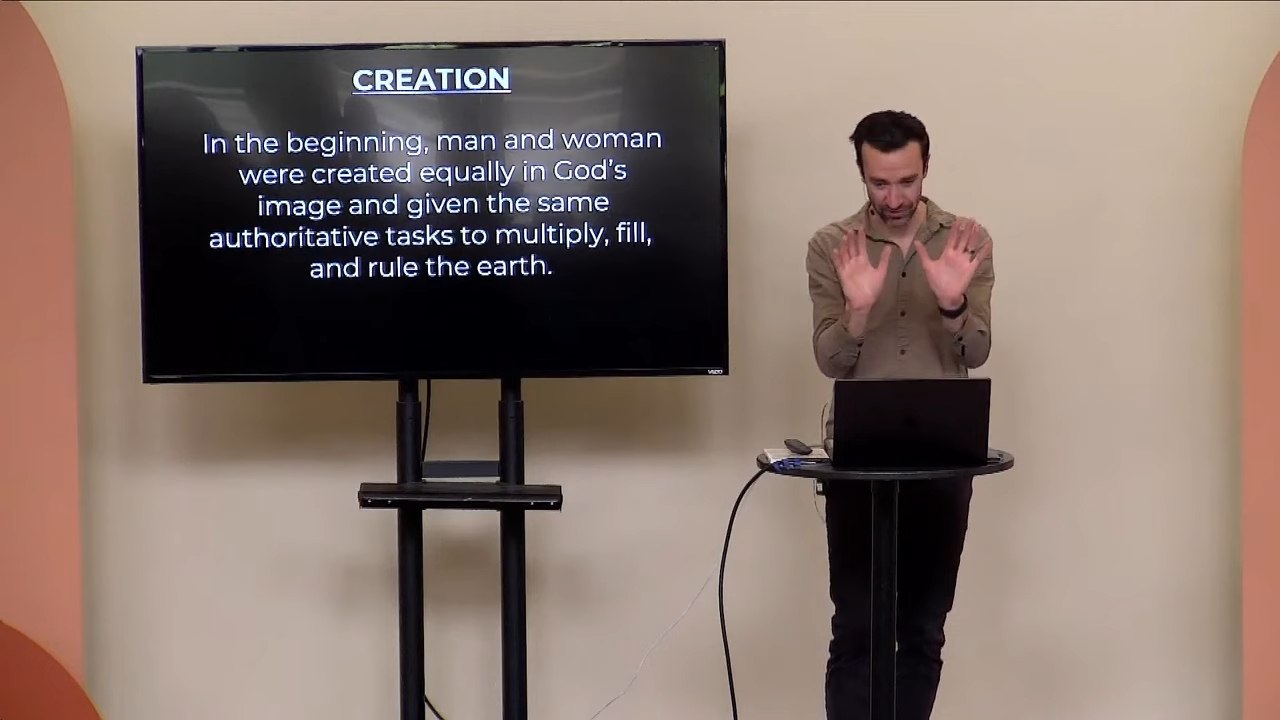 CREATION
In the beginning, man and woman
were created equally in God's
image and given the same
authoritative tasks to multiply, fill,
and rule the earth.
VIZIO